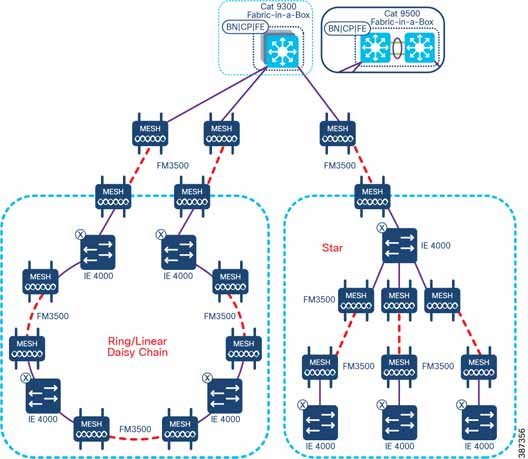 Cat 9300
Fabric-in-a-Box
BN|CP|FE
Cat 9500
Fabric-in-a-Box
BN|CP|FE
MESH
MESH
MESH
FM3500
FM3500
MESH
MESH
MESH
X
IE 4000
X
IE 4000
X
IE 4000
Star
MESH
MESH
FM3500
FM3500
Ring/Linear
Daisy Chain
MESH
MESH
X
IE 4000
X
IE 4000
MESH
FM3500
MESH
FM3500
MESH
MESH
MESH
MESH
FM3500
MESH
FM3500
MESH
X
IE 4000
X
IE 4000
X
IE 4000
387356